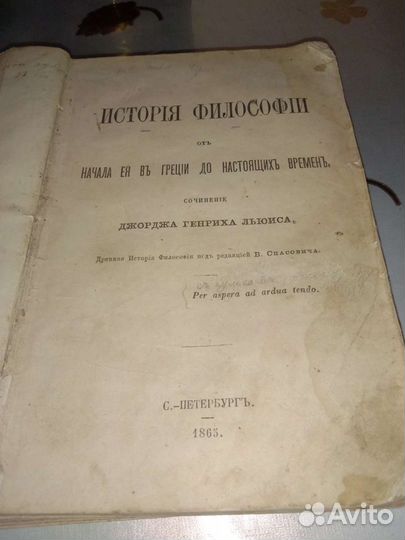 ИСТОРІЯ ФИЛОСОФІИ
отъ
НАЧАЛА ЕЯ ВЪ ГРЕЦІИ ДО НАСТОЯЩИХЪ ВРЕМЕНЪ.
СОЧИНЕНІЕ
ДЖОРДЖА ГЕНРИХА ЛЬЮИСА.
Древняя Исторія Философіи подъ редакціей В. Спасовича.
Per aspera ad ardua tendo.
С.-ПЕТЕРБУРГЪ.
1865.
Avito